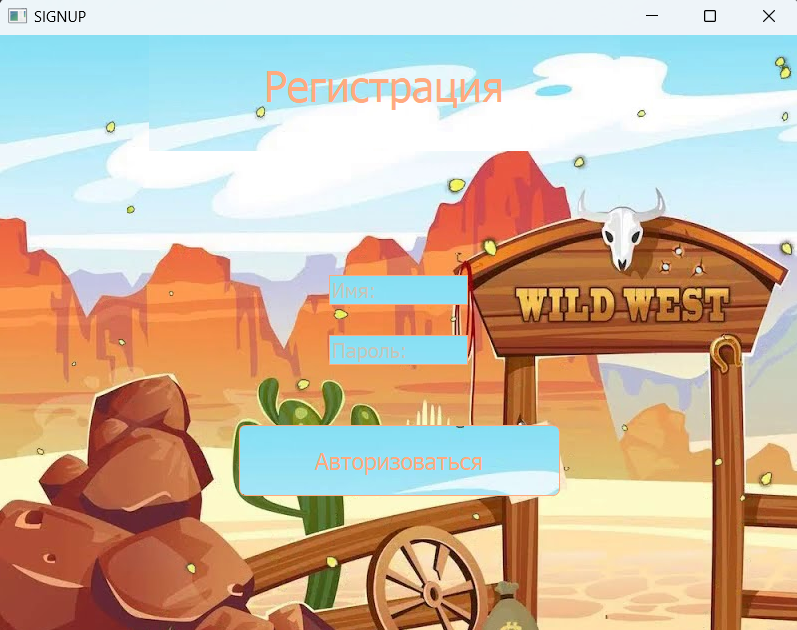 SIGNUP
Регистрация
Имя:
WILD WEST
Пароль:
Авторизоваться